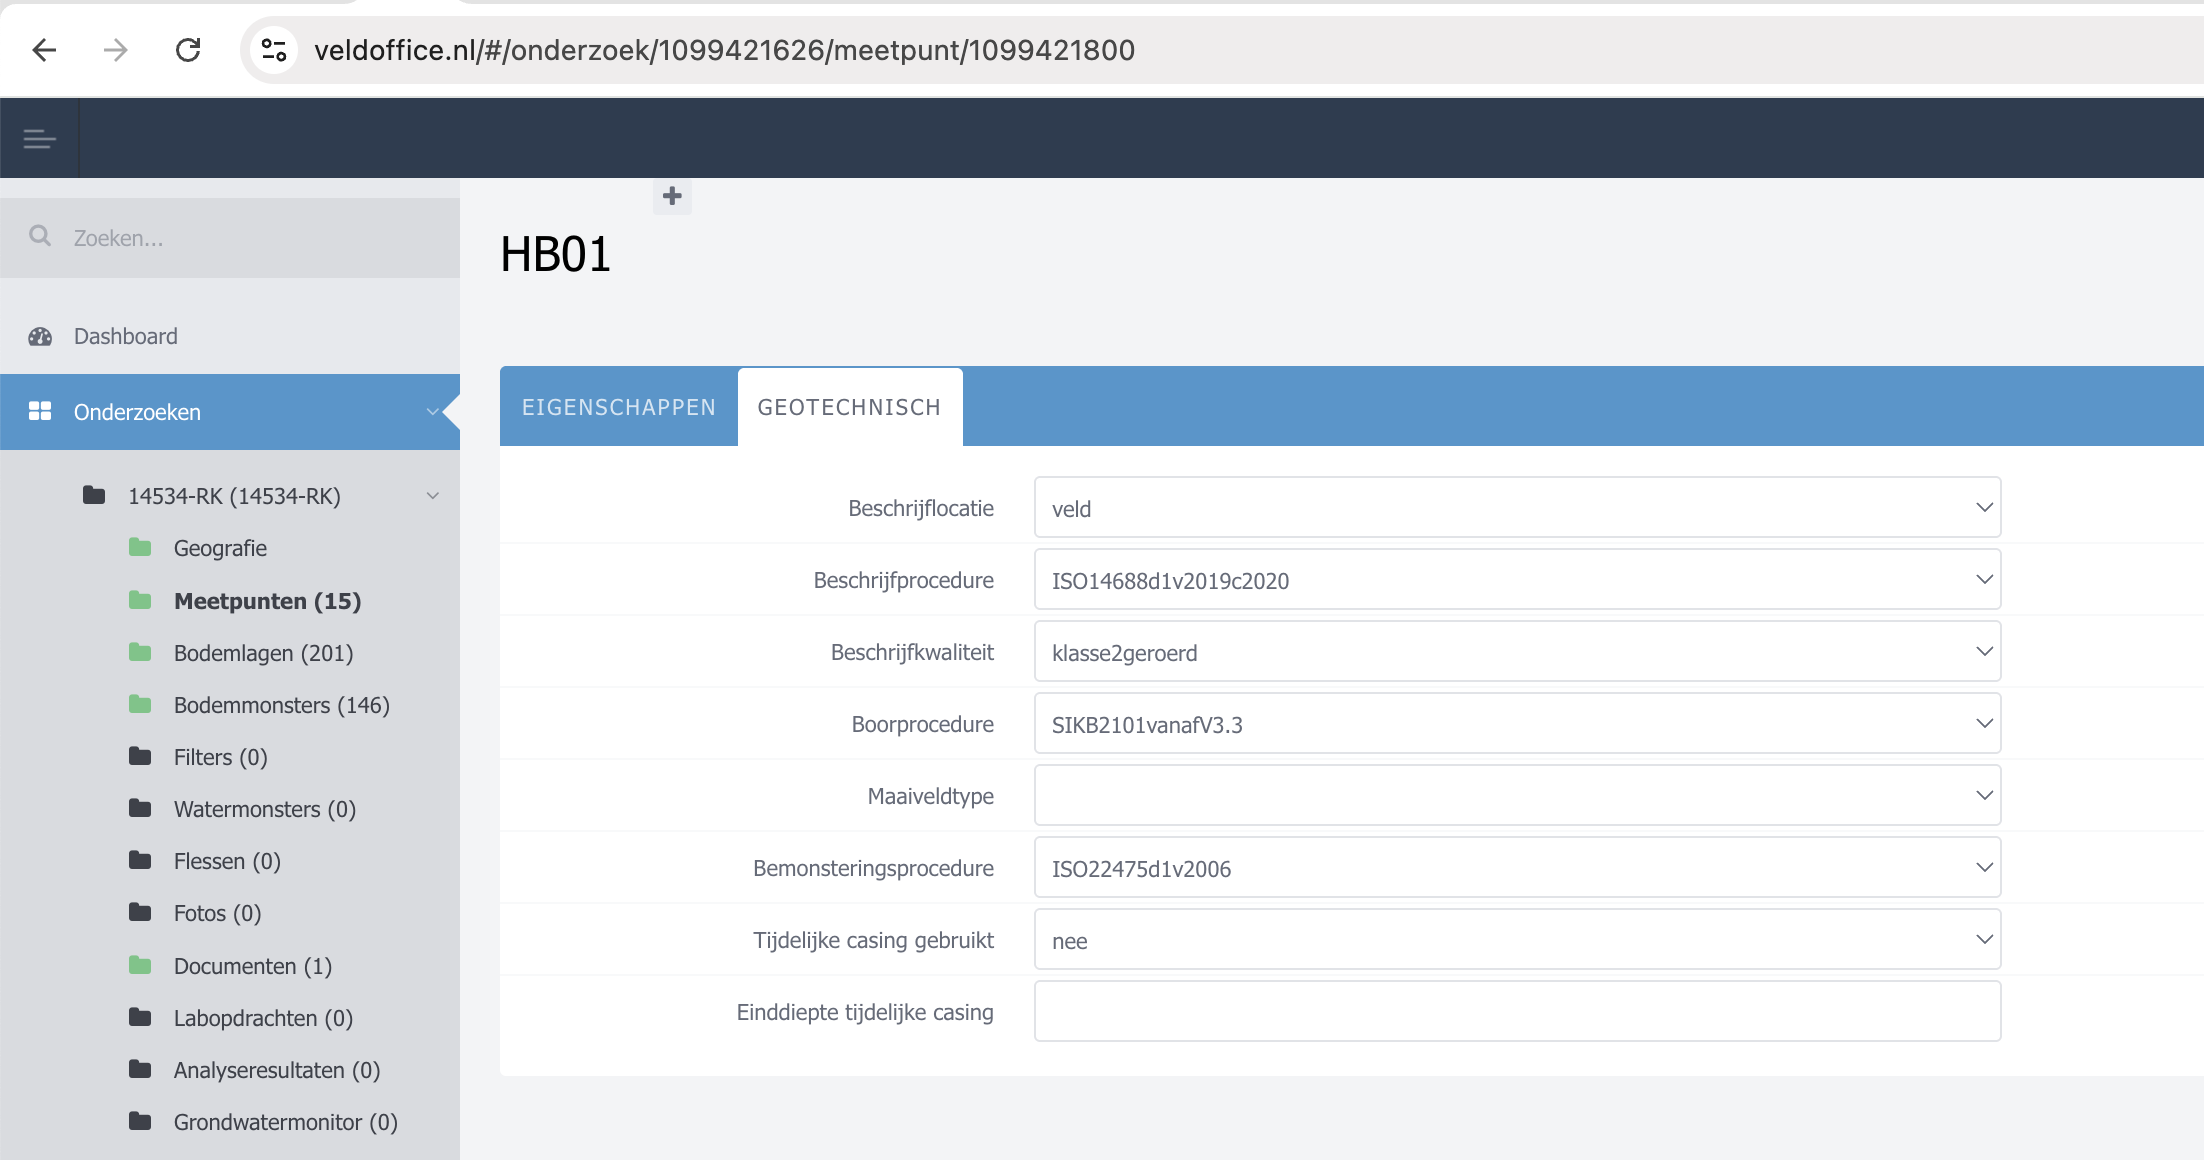 veldoffice.nl/#/onderzoek/1099421626/meetpunt/1099421800
Zoeken...
Dashboard
Onderzoeken
14534-RK (14534-RK)
Geografie
Meetpunten (15)
Bodemlagen (201)
Bodemmonsters (146)
Filters (0)
Watermonsters (0)
Flessen (0)
Fotos (0)
Documenten (1)
Labopdrachten (0)
Analyseresultaten (0)
Grondwatermonitor (0)
HB01
EIGENSCHAPPEN GEOTECHNISCH
Beschrijflocatie veld
Beschrijfprocedure ISO14688d1v2019c2020
Beschrijfkwaliteit klasse2geroerd
Boorprocedure SIKB2101vanafV3.3
Maaiveldtype
Bemonsteringsprocedure ISO22475d1v2006
Tijdelijke casing gebruikt nee
Einddiepte tijdelijke casing